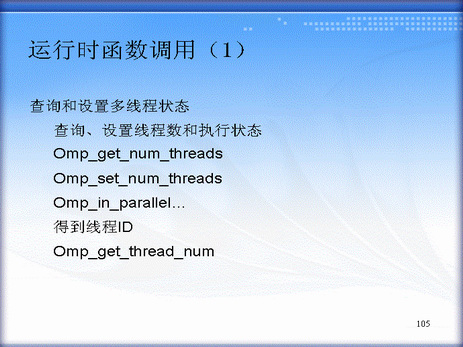 运行时函数调用（1）
查询和设置多线程状态
查询、设置线程数和执行状态
Omp_get_num_threads
Omp_set_num_threads
Omp_in_parallel…
得到线程ID
Omp_get_thread_num
105